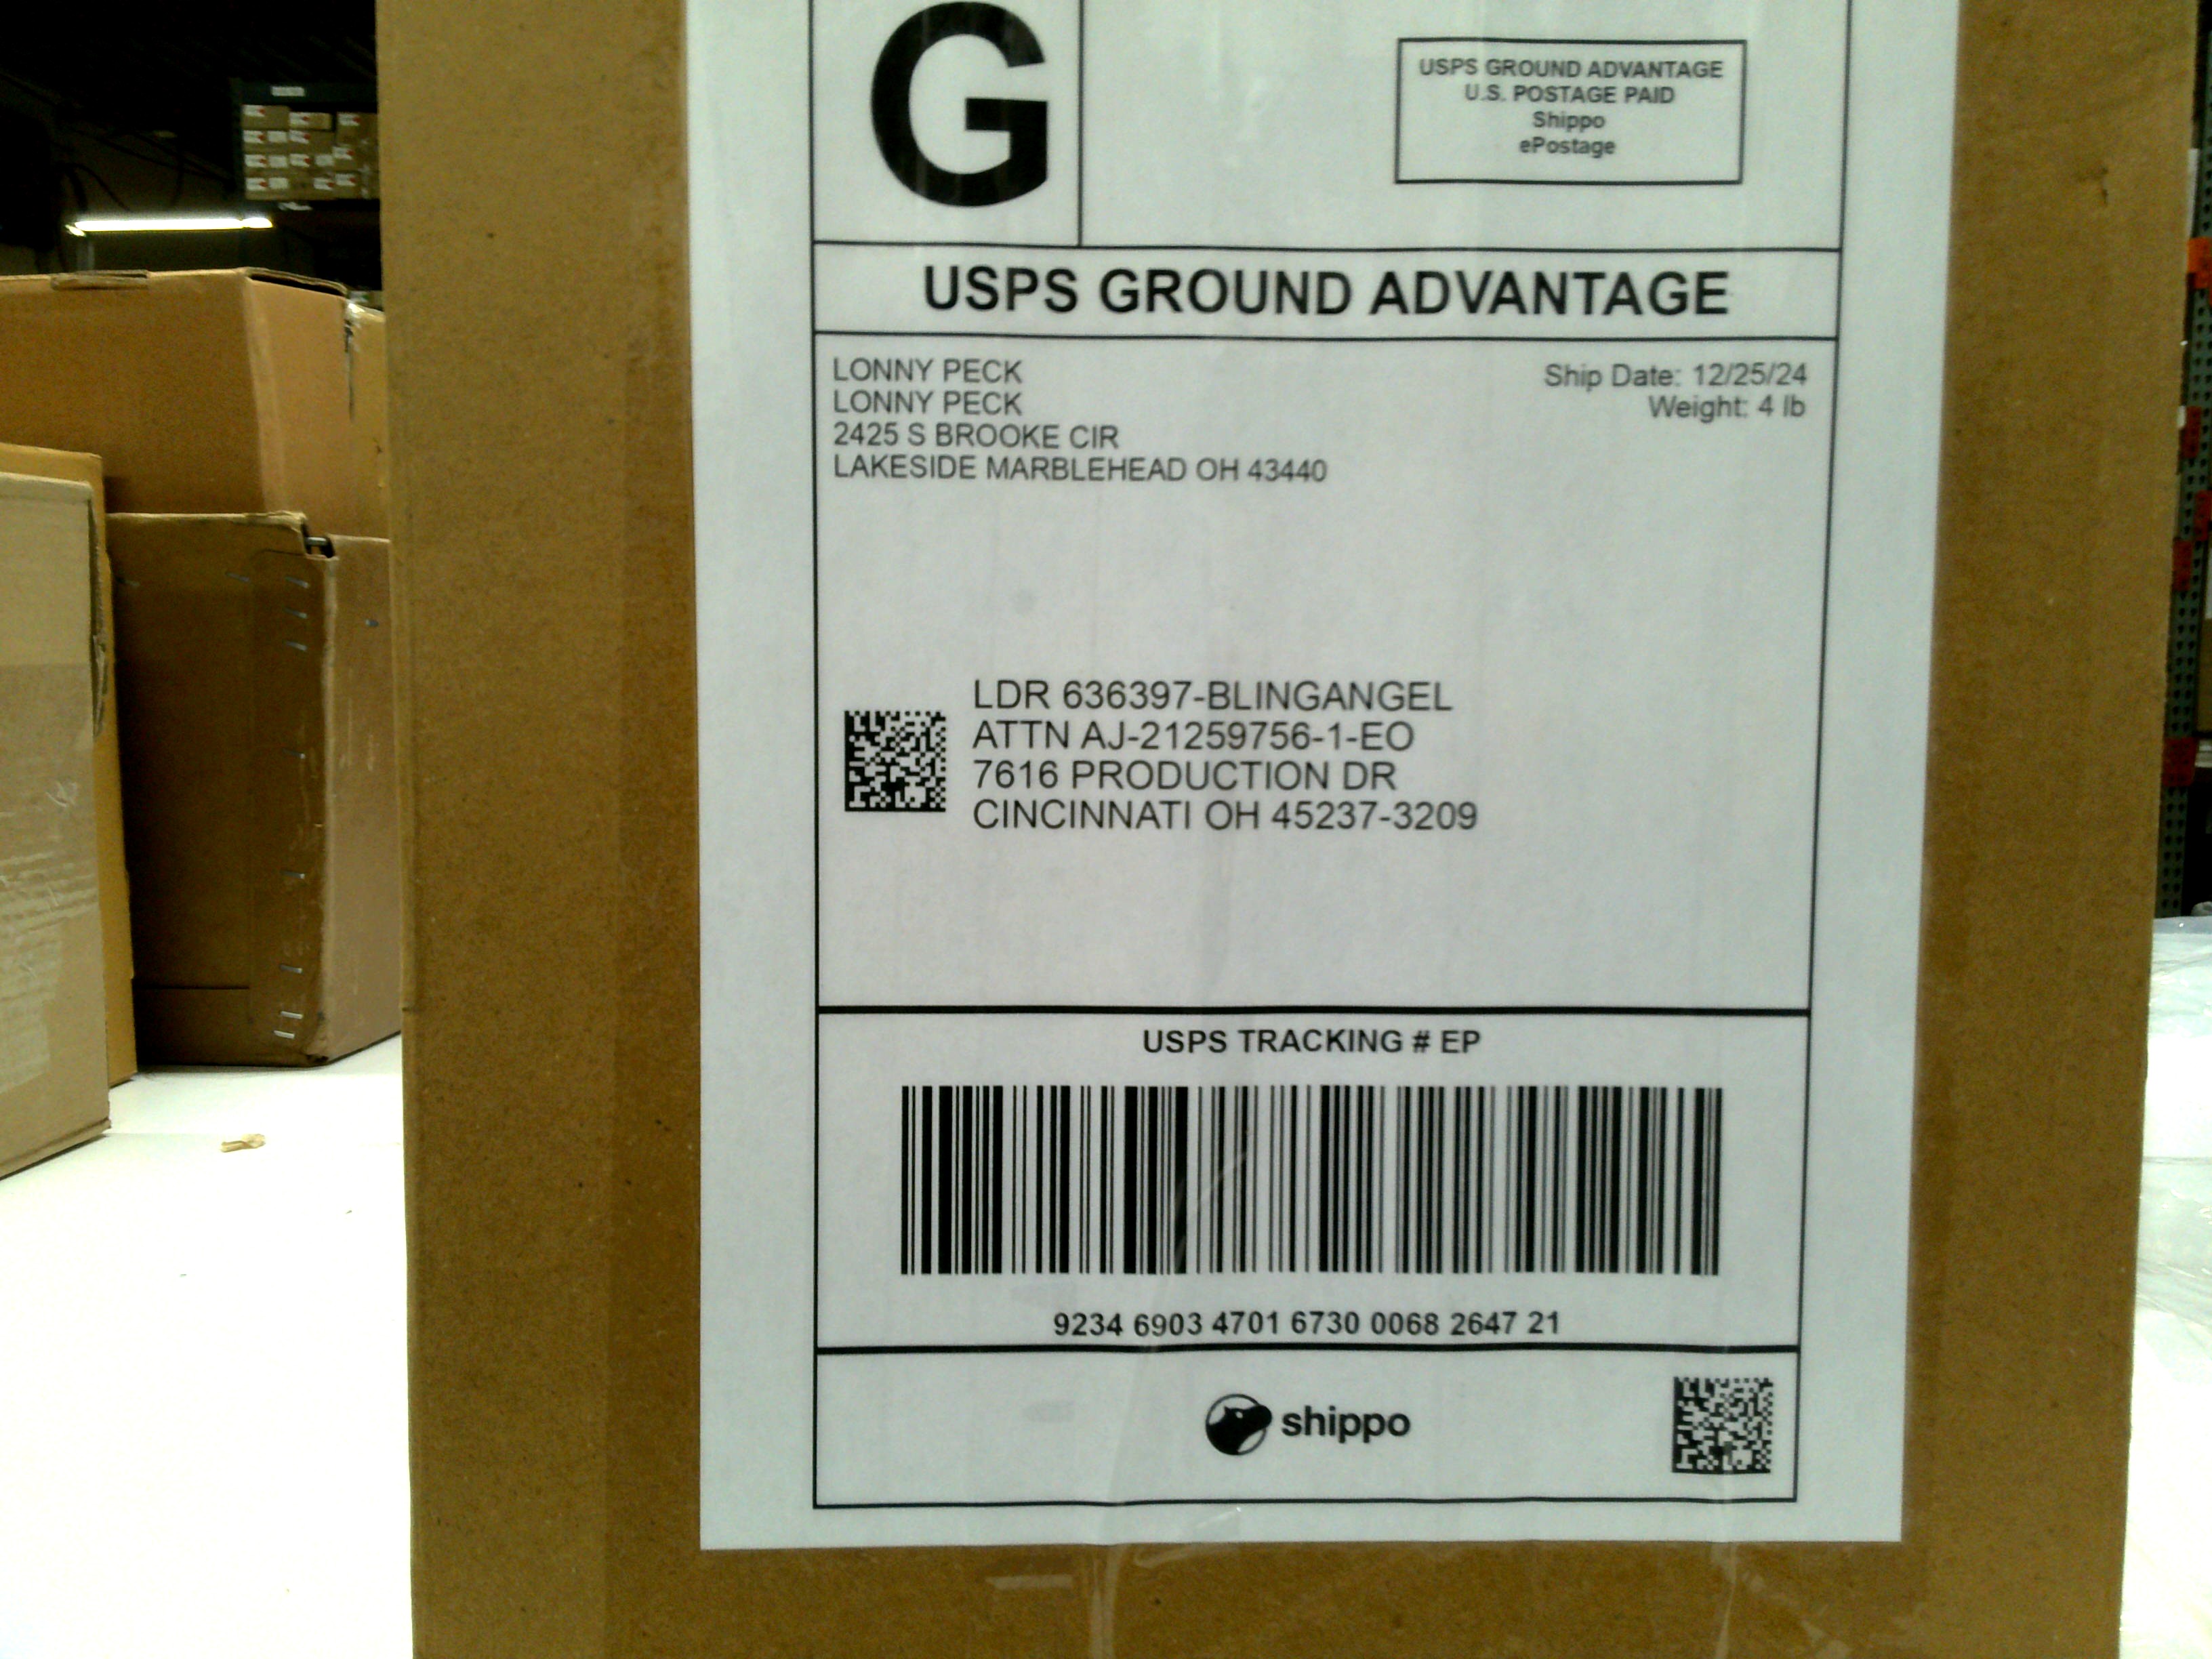 G
USPS GROUND ADVANTAGE
U.S. POSTAGE PAID
Shippo
ePostage
USPS GROUND ADVANTAGE
LONNY PECK
LONNY PECK
2425 S BROOKE CIR
LAKESIDE MARBLEHEAD OH 43440
Ship Date: 12/25/24
Weight: 4 lb
LDR 636397-BLINGANGEL
ATTN AJ-21259756-1-EO
7616 PRODUCTION DR
CINCINNATI OH 45237-3209
USPS TRACKING # EP
9234 6903 4701 6730 0068 2647 21
shippo